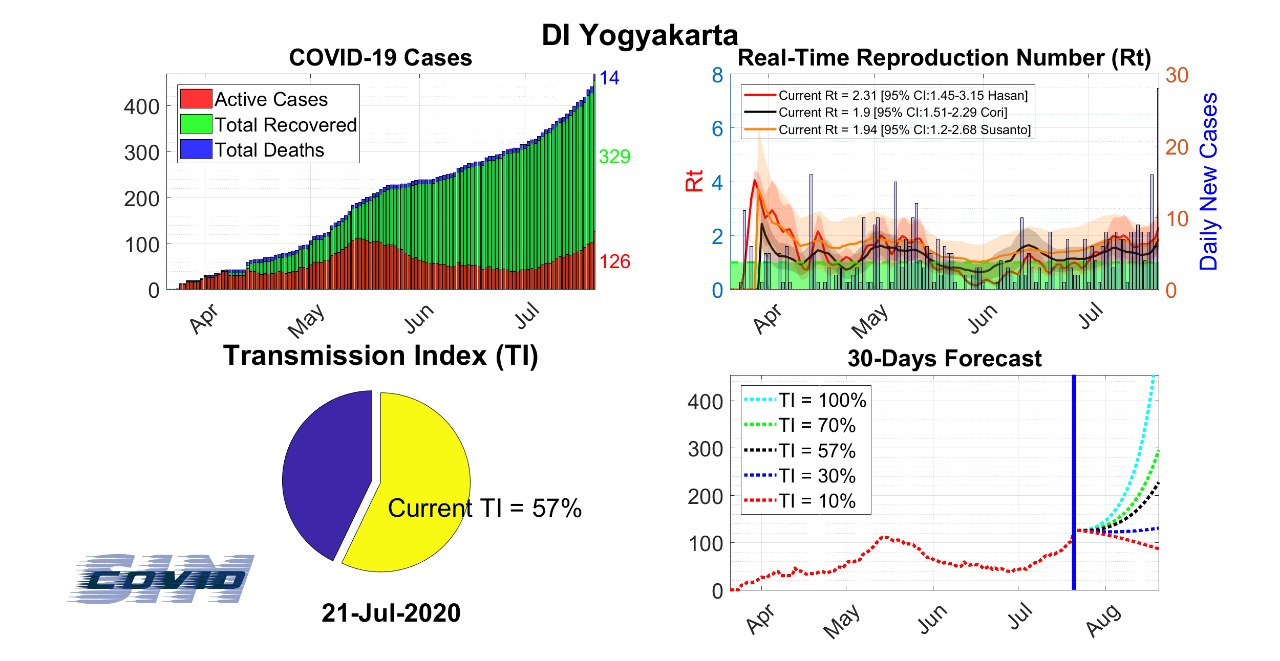 DI Yogyakarta
COVID-19 Cases
14
400
300
200
100
0
Active Cases
Total Recovered
Total Deaths
329
126
Apr
May
Jun
Jul
Real-Time Reproduction Number (Rt)
8
6
4
2
0
Rt
Current Rt = 2.31 [95% CI:1.45-3.15 Hasan]
Current Rt = 1.9 [95% CI:1.51-2.29 Cori]
Current Rt = 1.94 [95% CI:1.2-2.68 Susanto]
30
20
10
0
Daily New Cases
Apr
May
Jun
Jul
Transmission Index (TI)
Current TI = 57%
21-Jul-2020
SIM
COVID
30-Days Forecast
400
300
200
100
0
TI = 100%
TI = 70%
TI = 57%
TI = 30%
TI = 10%
Apr
May
Jun
Jul
Aug